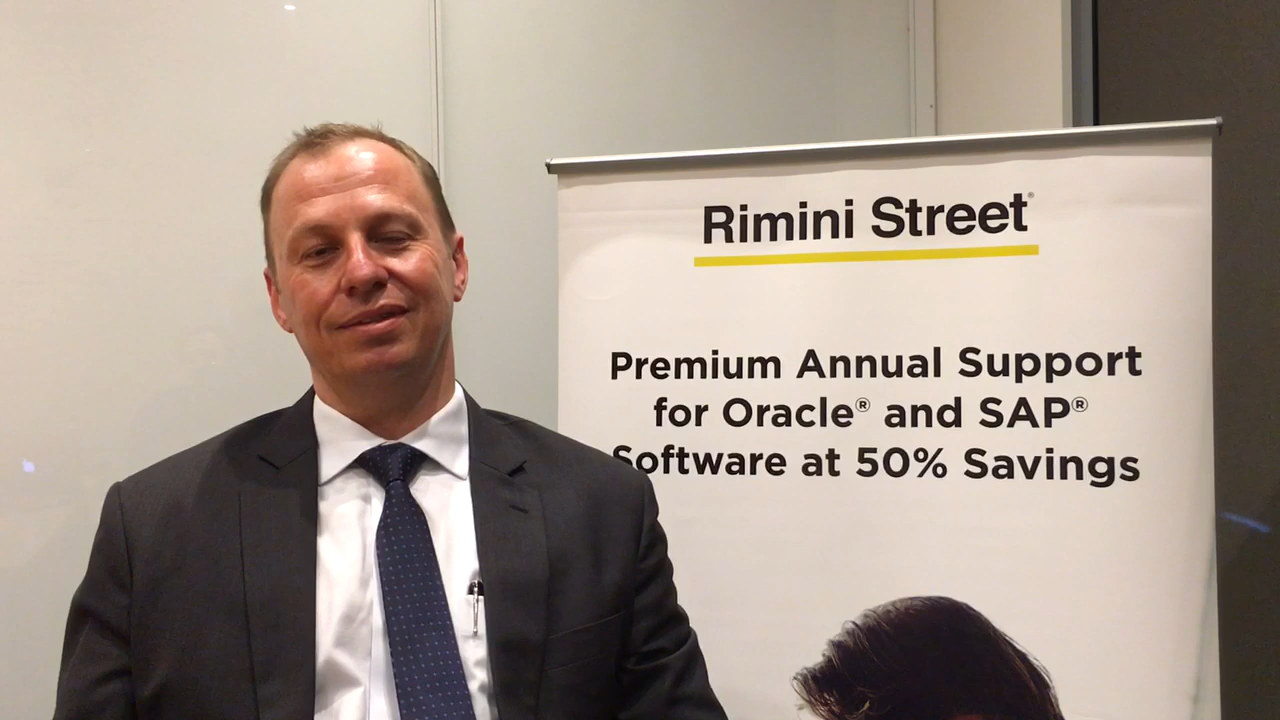 Rimini Street®
Premium Annual Support
for Oracle® and SAP®
Software at 50% Savings